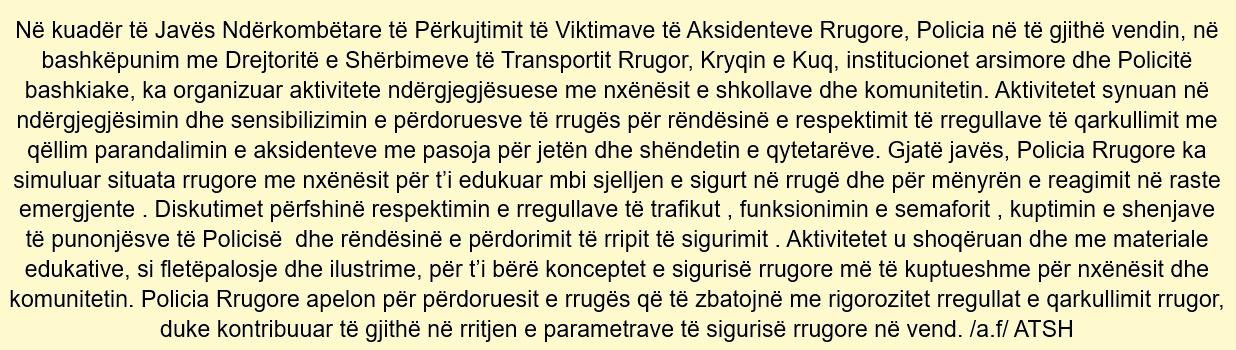 Në kuadër të Javës Ndërkombëtare të Përkujtimit të Viktimave të Aksidenteve Rrugore, Policia në të gjithë vendin, në
bashkëpunim me Drejtoritë e Shërbimeve të Transportit Rrugor, Kryqin e Kuq, institucionet arsimore dhe Policitë
bashkiake, ka organizuar aktivitete ndërgjegjësuese me nxënësit e shkollave dhe komunitetin. Aktivitetet synuan në
ndërgjegjësimin dhe sensibilizimin e përdoruesve të rrugës për rëndësinë e respektimit të rregullave të qarkullimit me
qëllim parandalimin e aksidenteve me pasoja për jetën dhe shëndetin e qytetarëve. Gjatë javës, Policia Rrugore ka
simuluar situata rrugore me nxënësit për t’i edukuar mbi sjelljen e sigurt në rrugë dhe për mënyrën e reagimit në raste
emergjente . Diskutimet përfshinë respektimin e rregullave të trafikut , funksionimin e semaforit , kuptimin e shenjave
të punonjësve të Policisë  dhe rëndësinë e përdorimit të rripit të sigurimit . Aktivitetet u shoqëruan dhe me materiale
edukative, si fletëpalosje dhe ilustrime, për t’i bërë konceptet e sigurisë rrugore më të kuptueshme për nxënësit dhe
komunitetin. Policia Rrugore apelon për përdoruesit e rrugës që të zbatojnë me rigorozitet rregullat e qarkullimit rrugor,
duke kontribuuar të gjithë në rritjen e parametrave të sigurisë rrugore në vend. /a.f/ ATSH